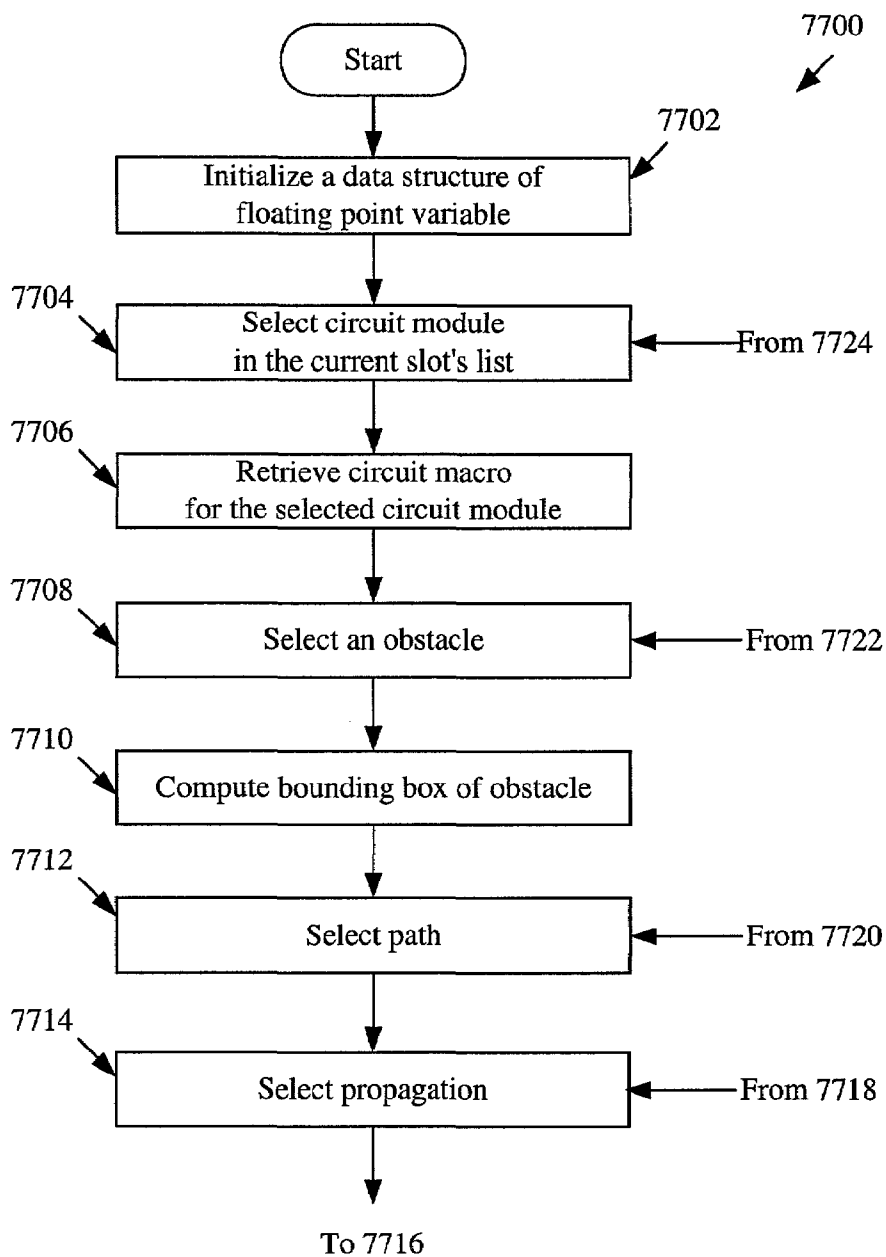 7700
Start
7702
Initialize a data structure of
floating point variable
7704
Select circuit module
in the current slot's list
From 7724
7706
Retrieve circuit macro
for the selected circuit module
7708
Select an obstacle
From 7722
7710
Compute bounding box of obstacle
7712
Select path
From 7720
7714
Select propagation
From 7718
To 7716